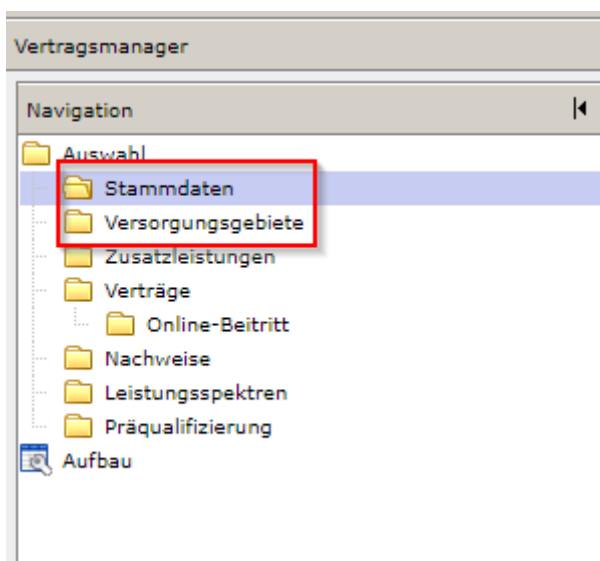 Vertragsmanager
Navigation
Auswahl
Stammdaten
Versorgungsgebiete
Zusatzleistungen
Verträge
Online-Beitritt
Nachweise
Leistungsspektren
Präqualifizierung
Aufbau